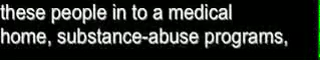 these people in to a medical
home, substance-abuse programs,